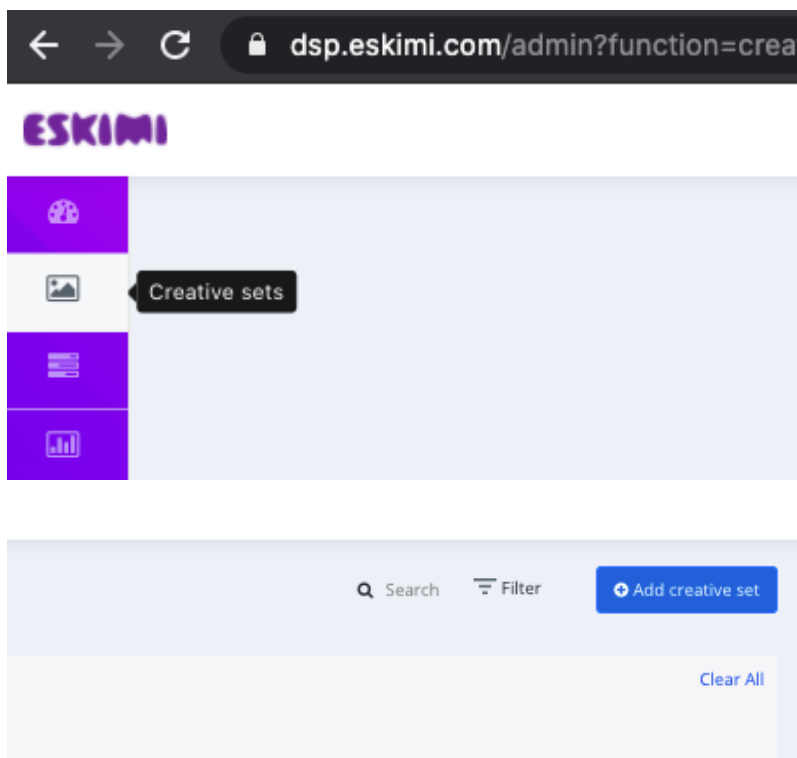 dsp.eskimi.com/admin?function=crea
ESKIMI
Creative sets
Search Filter Add creative set
Clear All